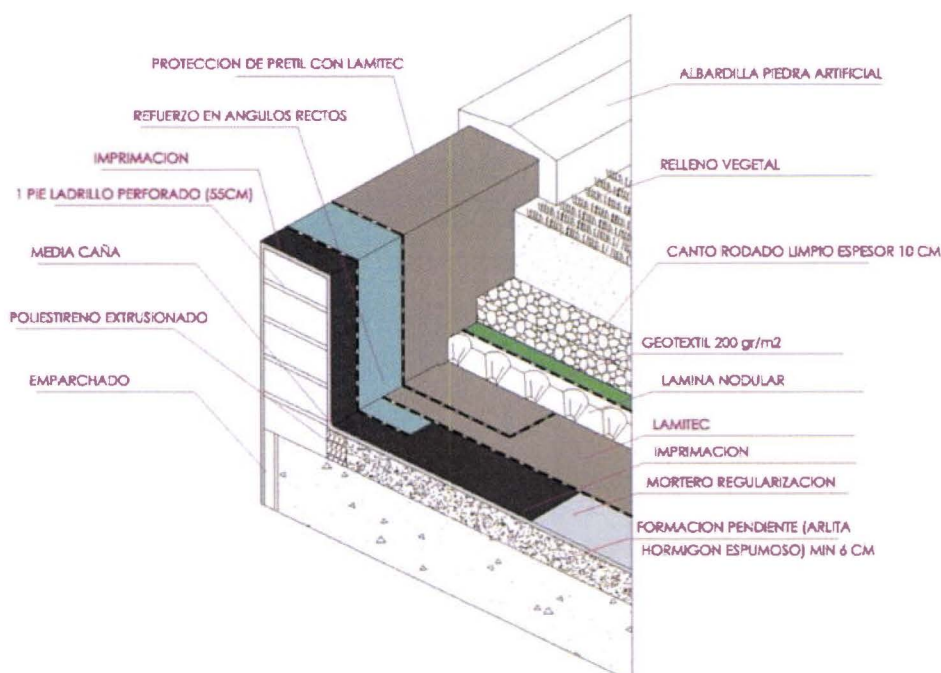 PROTECCION DE PRETIL CON LAMITEC
REFUERZO EN ANGULOS RECTOS
IMPRIMACION
1 PIE LADRILLO PERFORADO (55CM)
MEDIA CAÑA
POLIESTIRENO EXTRUSIONADO
EMPARCHADO
ALBARDILLA PIEDRA ARTIFICIAL
RELLENO VEGETAL
CANTO RODADO LIMPIO ESPESOR 10 CM
GEOTEXTIL 200 gr/m2
LAMINA NODULAR
LAMITEC
IMPRIMACION
MORTERO REGULARIZACION
FORMACION PENDIENTE (ARLITA
HORMIGON ESPUMOSO) MIN 6 CM